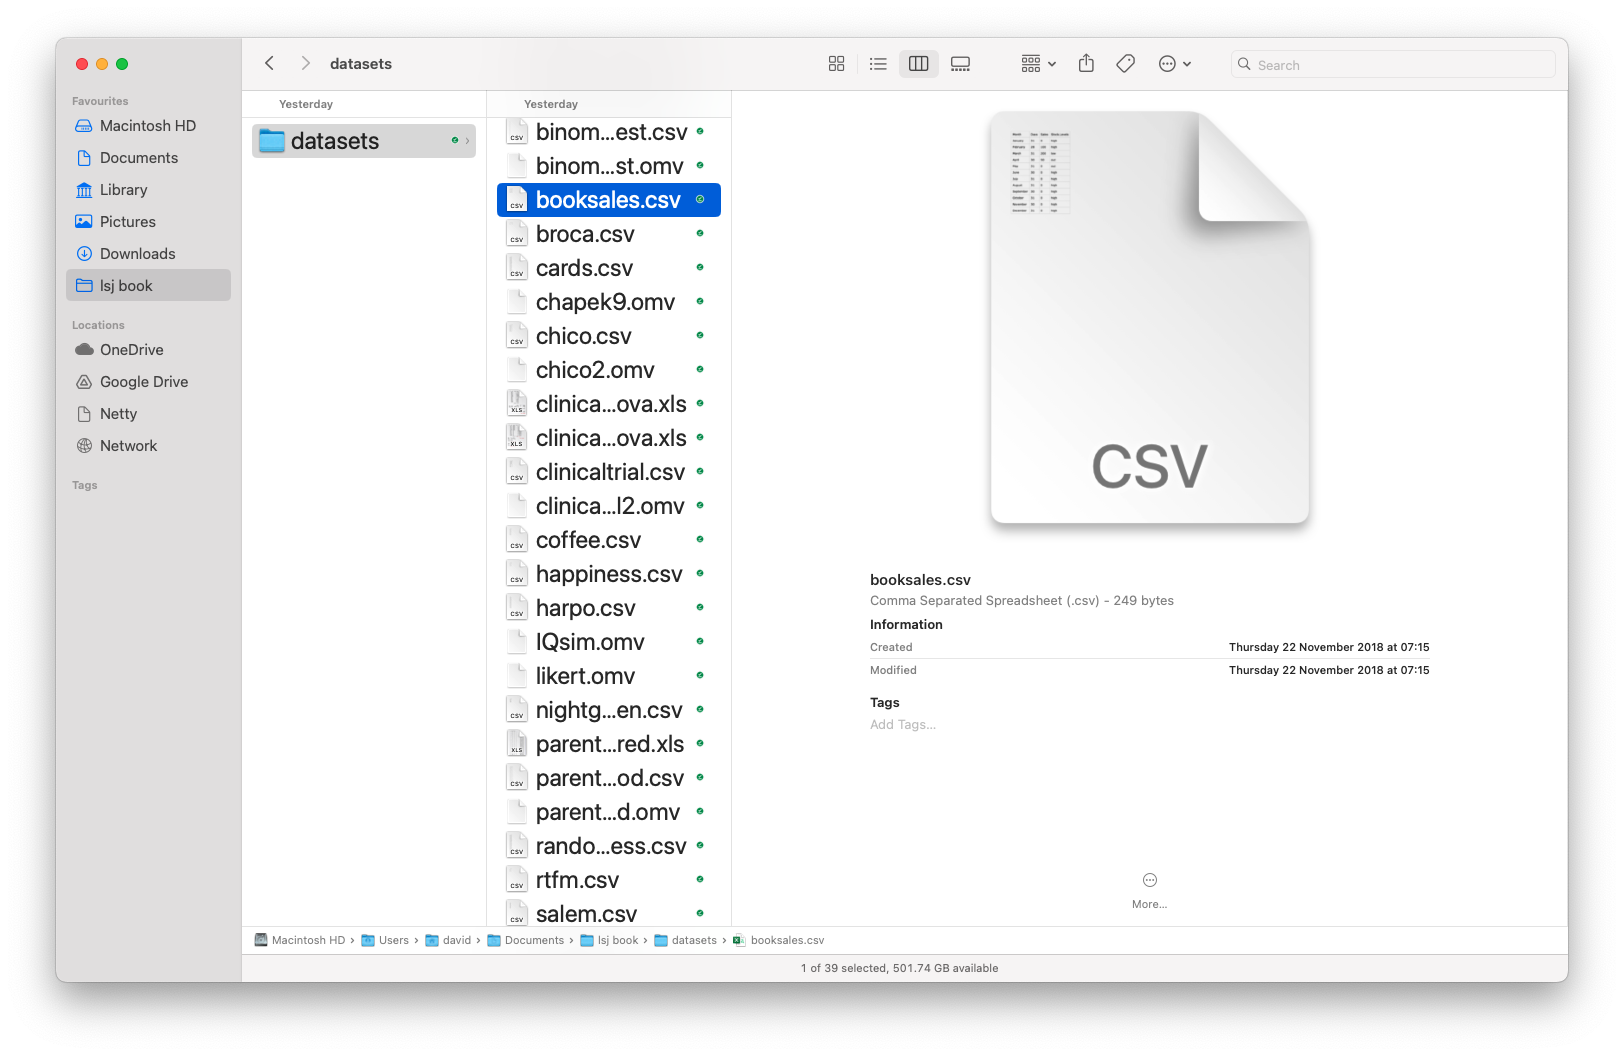 datasets
Search
Favourites
Macintosh HD
Documents
Library
Pictures
Downloads
lsj book
Locations
OneDrive
Google Drive
Netty
Network
Tags
Yesterday
datasets
Yesterday
binom...est.csv
binom...st.omv
booksales.csv
broca.csv
cards.csv
chapek9.omv
chico.csv
chico2.omv
clinica...ova.xls
clinica...ova.xls
clinicaltrial.csv
clinica...l2.omv
coffee.csv
happiness.csv
harpo.csv
IQsim.omv
likert.omv
nightg...en.csv
parent...red.xls
parent...od.csv
parent...d.omv
rando...ess.csv
rtfm.csv
salem.csv
CSV
booksales.csv
Comma Separated Spreadsheet (.csv) - 249 bytes
Information
Created Thursday 22 November 2018 at 07:15
Modified Thursday 22 November 2018 at 07:15
Tags
Add Tags...
More...
Macintosh HD › Users › david › Documents › lsj book › datasets › booksales.csv
1 of 39 selected, 501.74 GB available